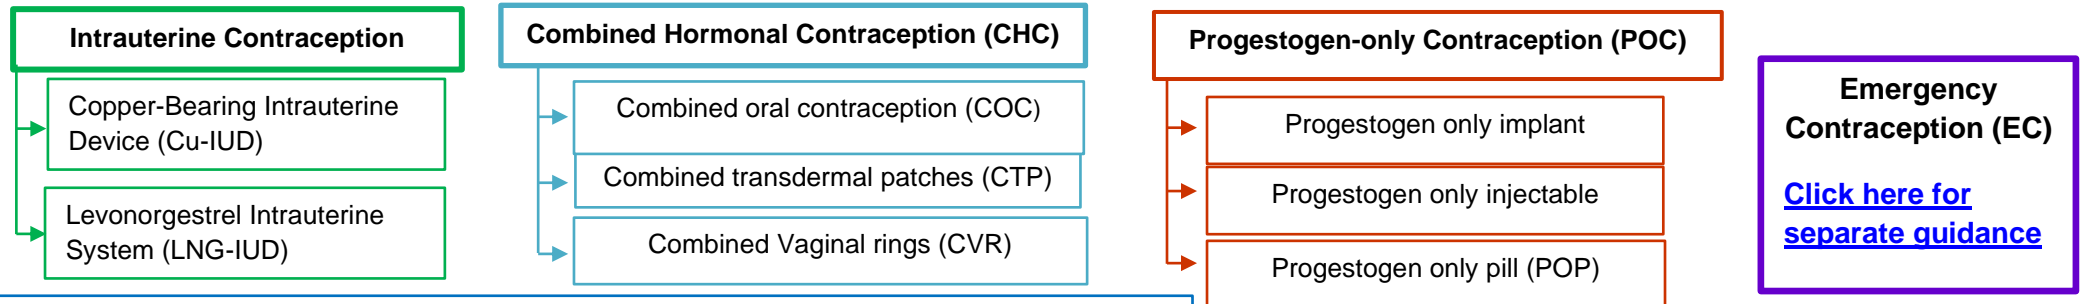 Intrauterine Contraception
Copper-Bearing Intrauterine
Device (Cu-IUD)
Levonorgestrel Intrauterine
System (LNG-IUD)
Combined Hormonal Contraception (CHC)
Combined oral contraception (COC)
Combined transdermal patches (CTP)
Combined Vaginal rings (CVR)
Progestogen-only Contraception (POC)
Progestogen only implant
Progestogen only injectable
Progestogen only pill (POP)
Emergency
Contraception (EC)
Click here for
separate guidance